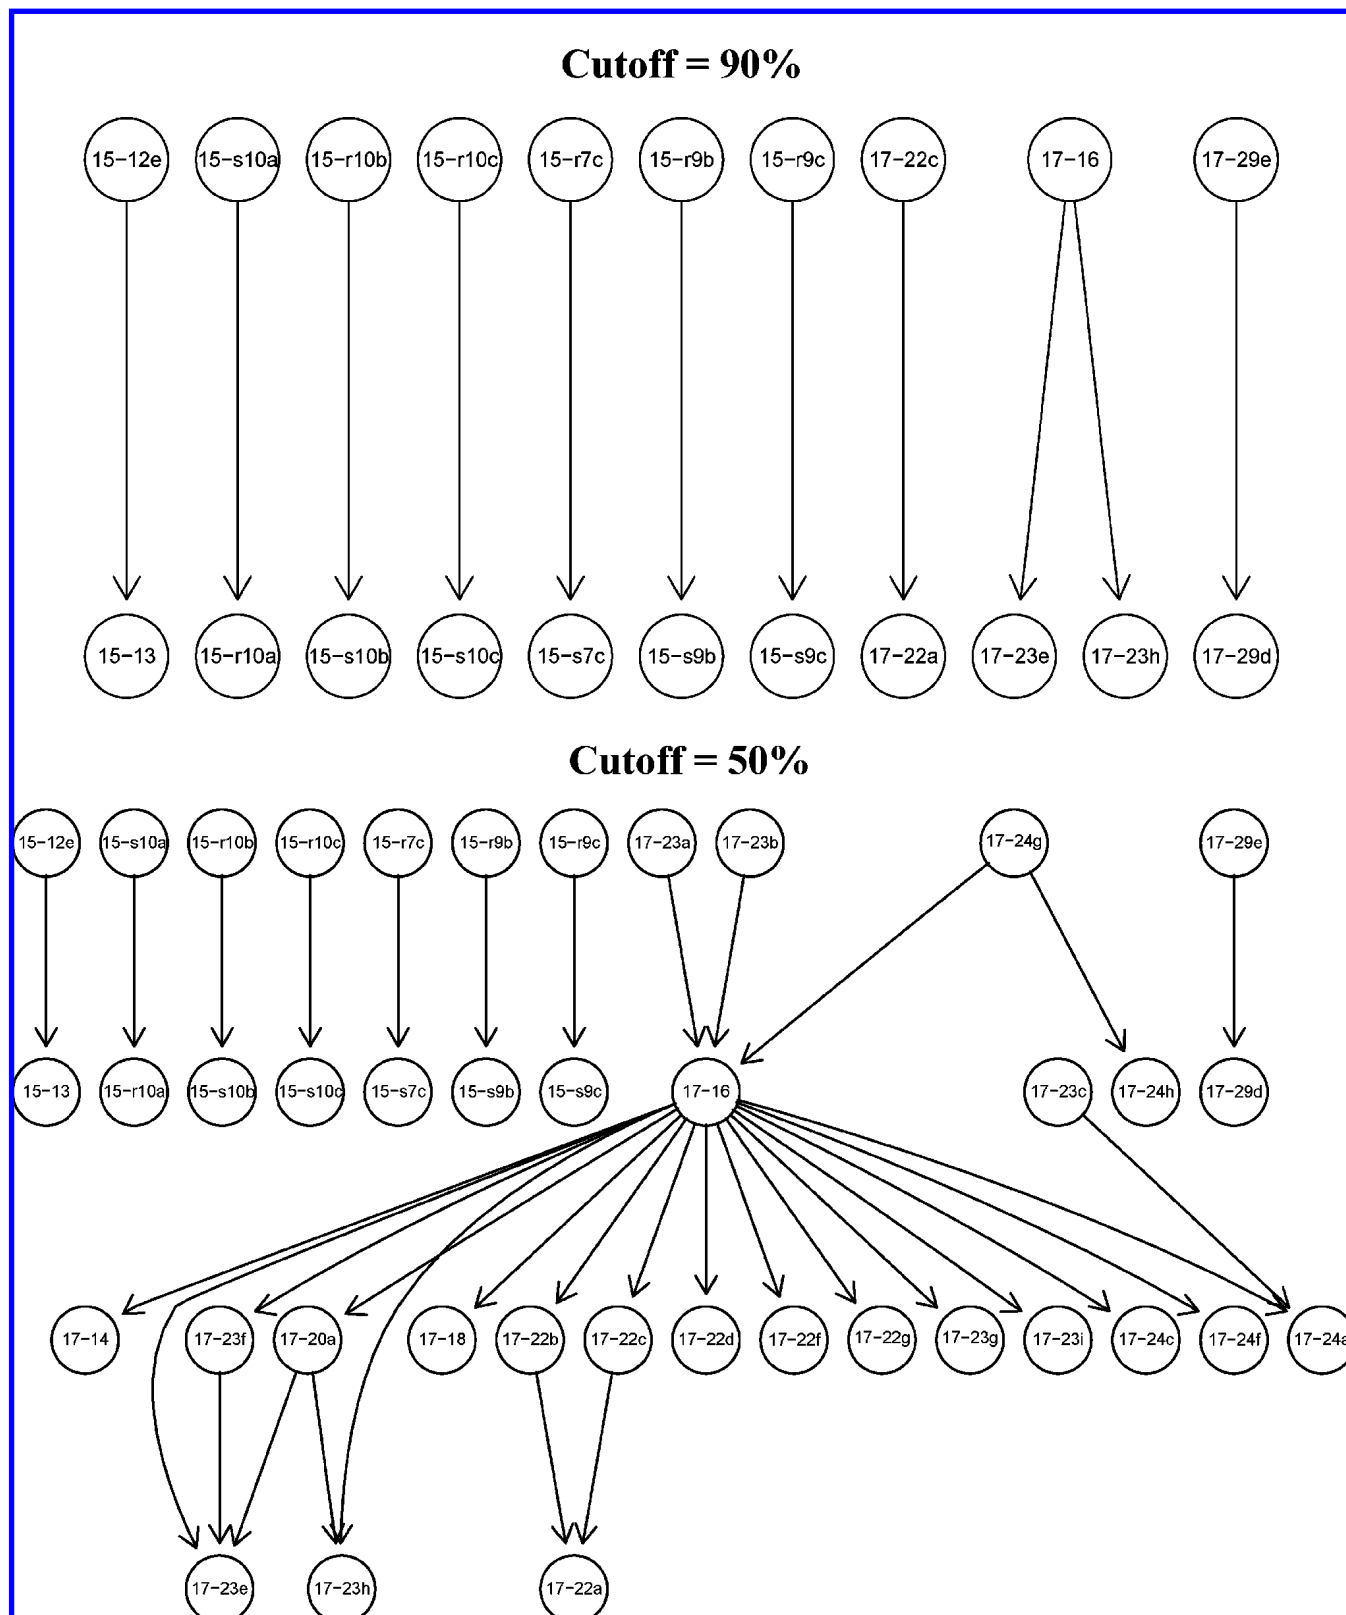 Cutoff = 90%
15−12e 15−s10a 15−r10b 15−r10c 15−r7c 15−r9b 15−r9c 17−22c 17−16 17−29e
15−13 15−r10a 15−s10b 15−s10c 15−s7c 15−s9b 15−s9c 17−22a 17−23e 17−23h 17−29d
Cutoff = 50%
15−12e 15−s10a 15−r10b 15−r10c 15−r7c 15−r9b 15−r9c 17−23a 17−23b 17−24g 17−29e
15−13 15−r10a 15−s10b 15−s10c 15−s7c 15−s9b 15−s9c 17−16 17−23c 17−24h 17−29d
17−14 17−23f 17−20a 17−18 17−22b 17−22c 17−22d 17−22f 17−22g 17−23g 17−23i 17−24c 17−24f
17−23e 17−23h 17−22a